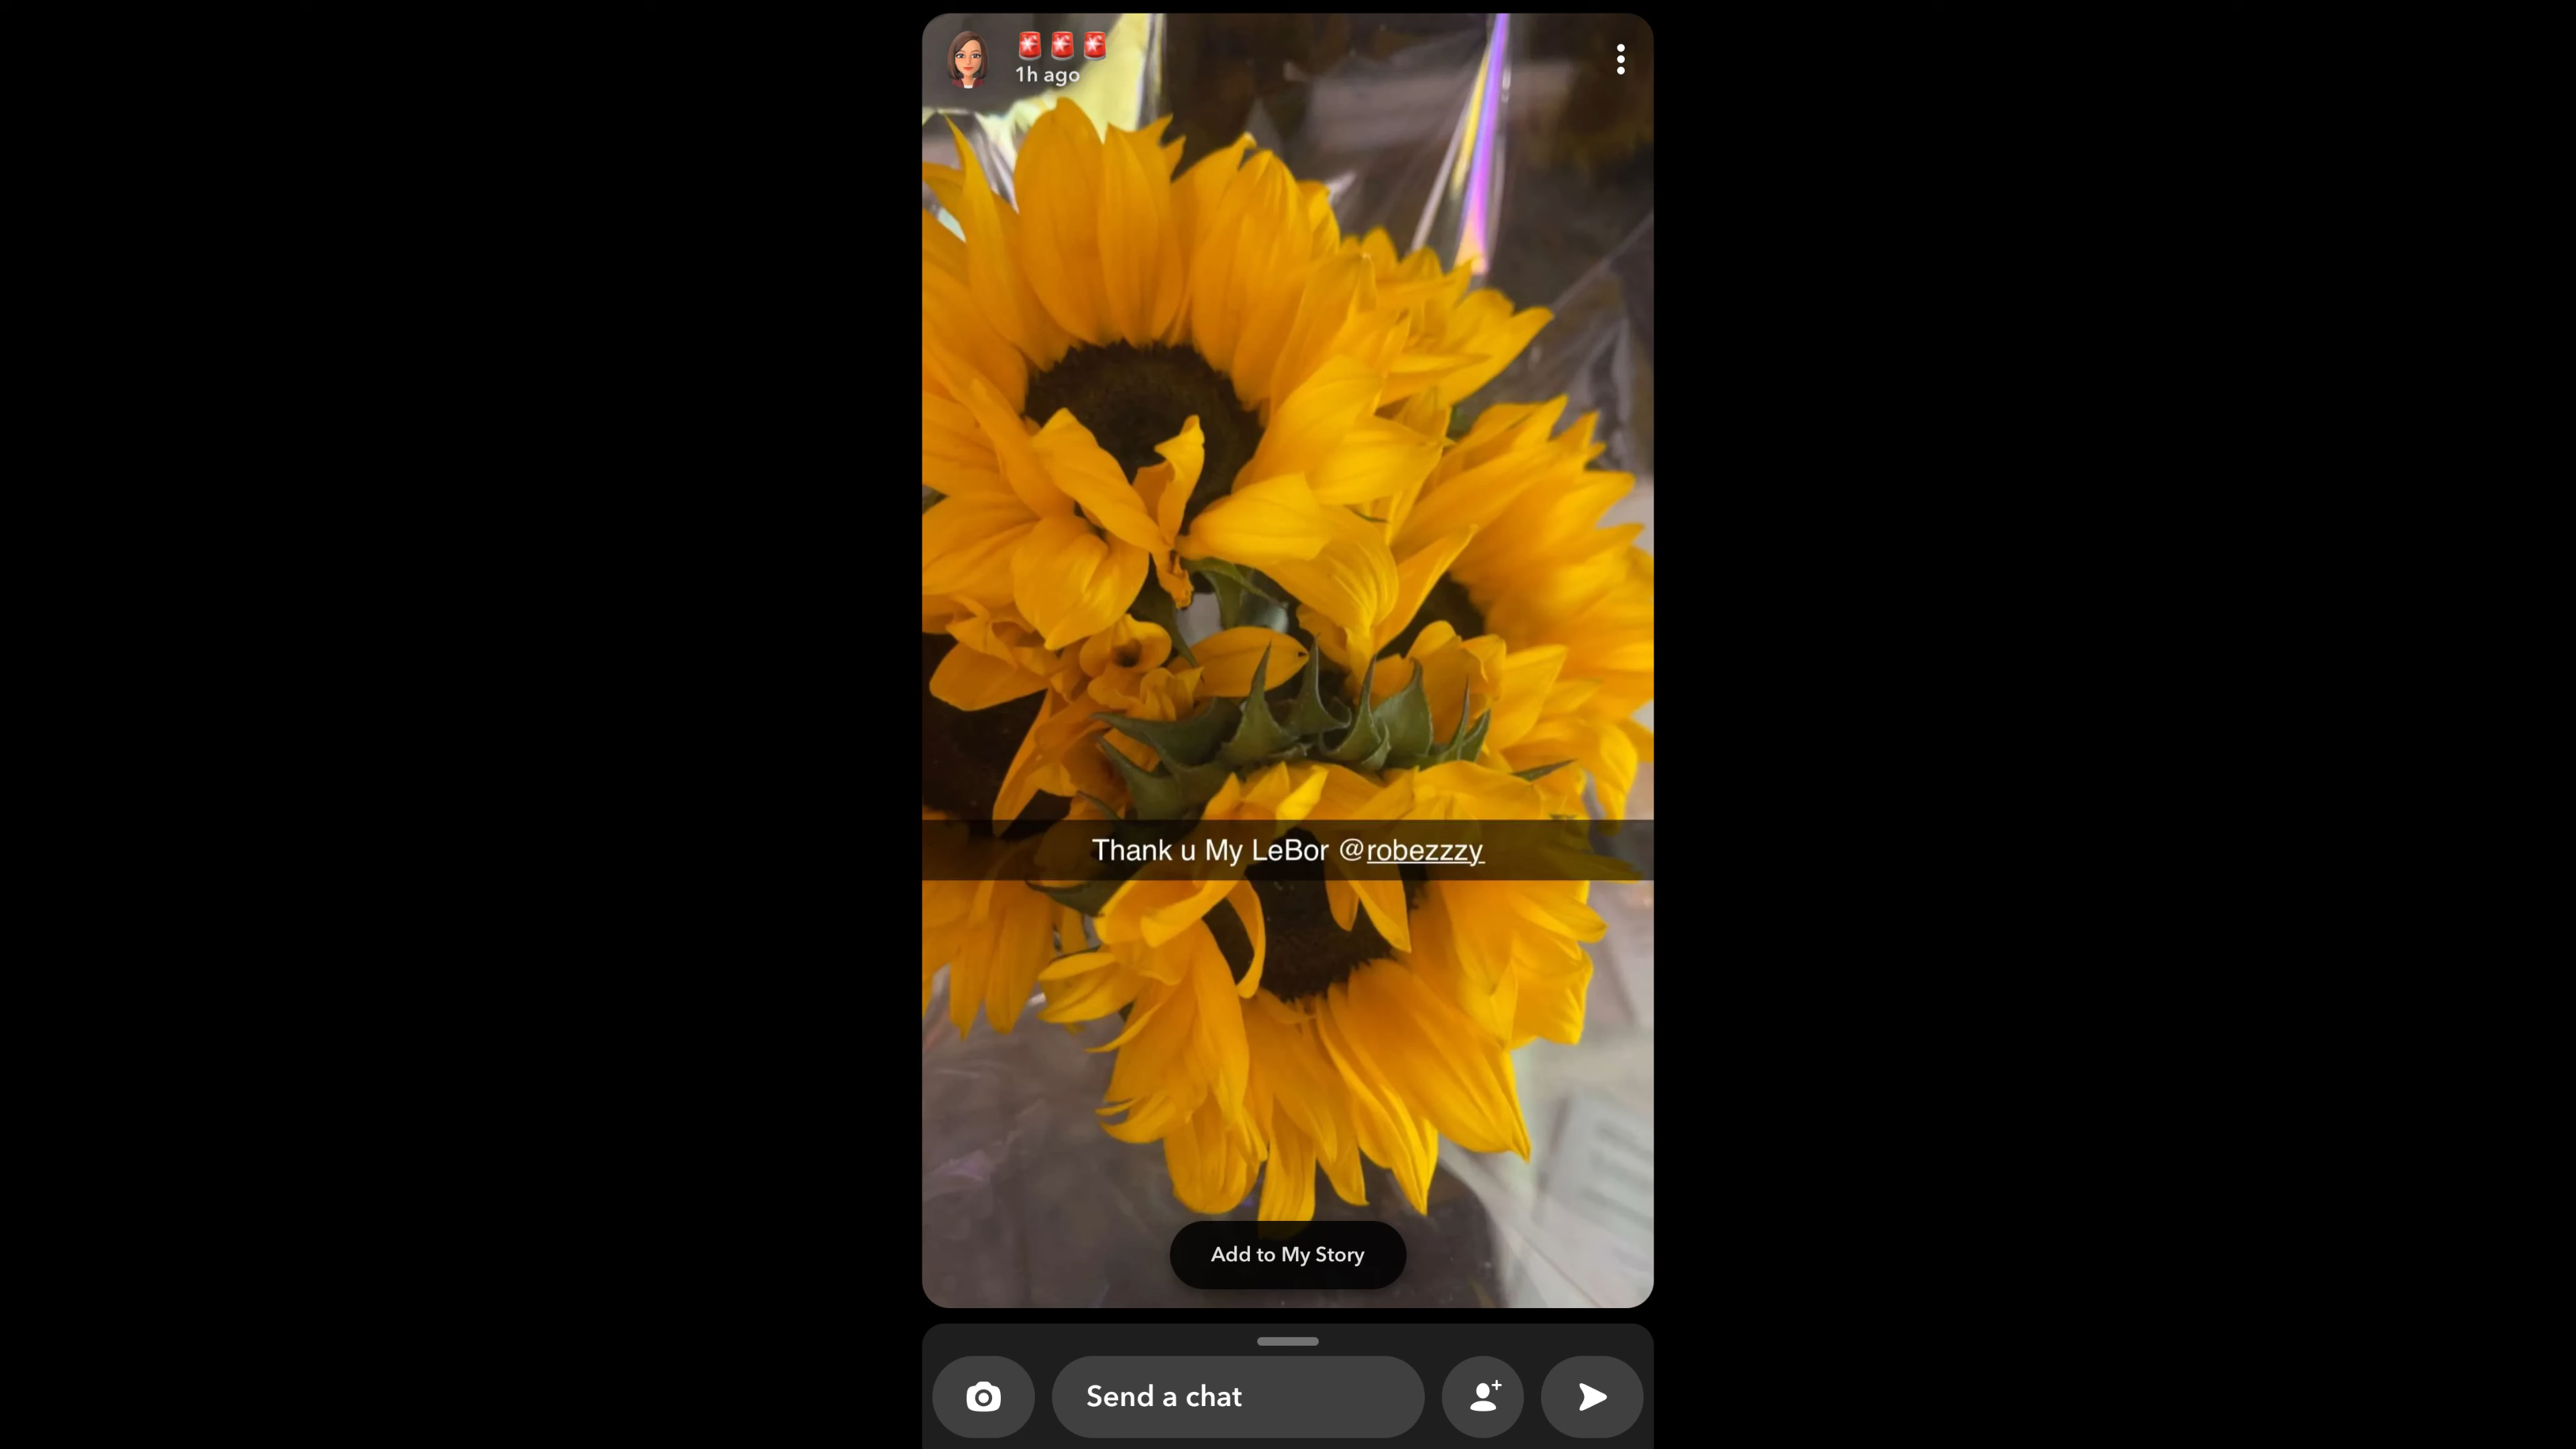 🚨🚨🚨
1h ago
Thank u My LeBor @robezzzy
Add to My Story
Send a chat